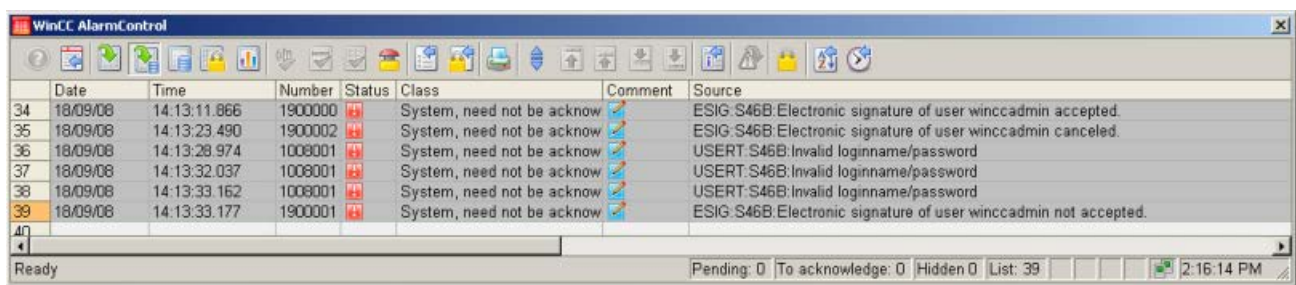 WinCC AlarmControl
Date Time Number Status Class Comment Source
34 18/09/08 14:13:11.866 1900000 System, need not be acknow ESIG:S46B:Electronic signature of user winccadmin accepted.
35 18/09/08 14:13:23.490 1900002 System, need not be acknow ESIG:S46B:Electronic signature of user winccadmin canceled.
36 18/09/08 14:13:28.974 1008001 System, need not be acknow USERT:S46B:Invalid loginname/password
37 18/09/08 14:13:32.037 1008001 System, need not be acknow USERT:S46B:Invalid loginname/password
38 18/09/08 14:13:33.162 1008001 System, need not be acknow USERT:S46B:Invalid loginname/password
39 18/09/08 14:13:33.177 1900001 System, need not be acknow ESIG:S46B:Electronic signature of user winccadmin not accepted.
40
Ready Pending: 0 To acknowledge: 0 Hidden 0 List: 39 2:16:14 PM